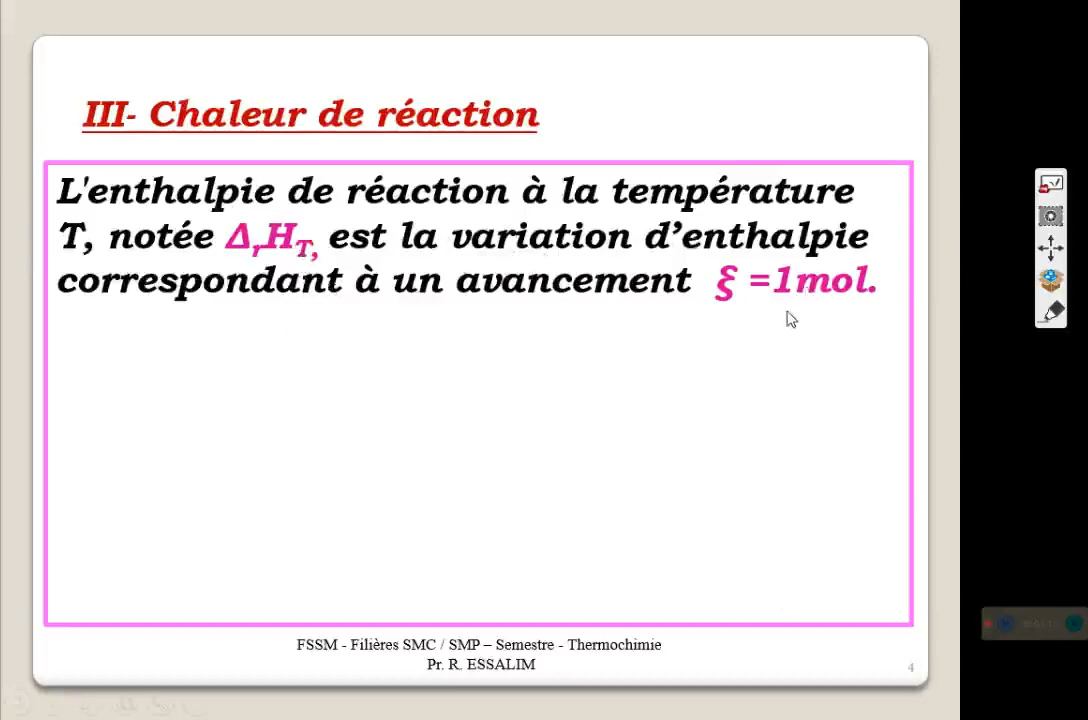 III- Chaleur de réaction
L'enthalpie de réaction à la température
T, notée ΔrHT, est la variation d’enthalpie
correspondant à un avancement ξ =1mol.
FSSM - Filières SMC / SMP – Semestre - Thermochimie
Pr. R. ESSALIM
4